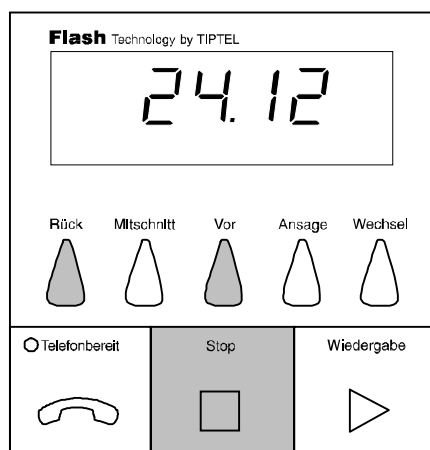 Flash Technology by TIPTEL
24.12
Rück Mitschnitt Vor Ansage Wechsel
Telefonbereit Stop Wiedergabe